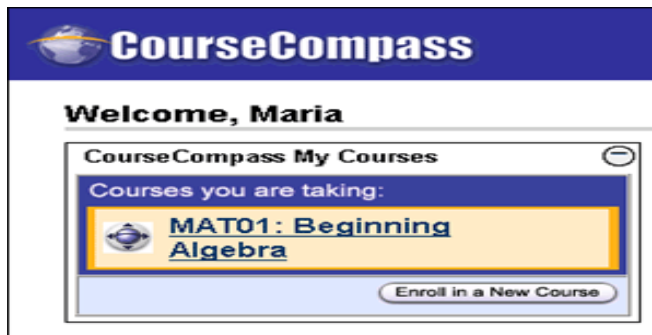 CourseCompass
Welcome, Maria
CourseCompass My Courses
Courses you are taking:
MAT01: Beginning
Algebra
Enroll in a New Course